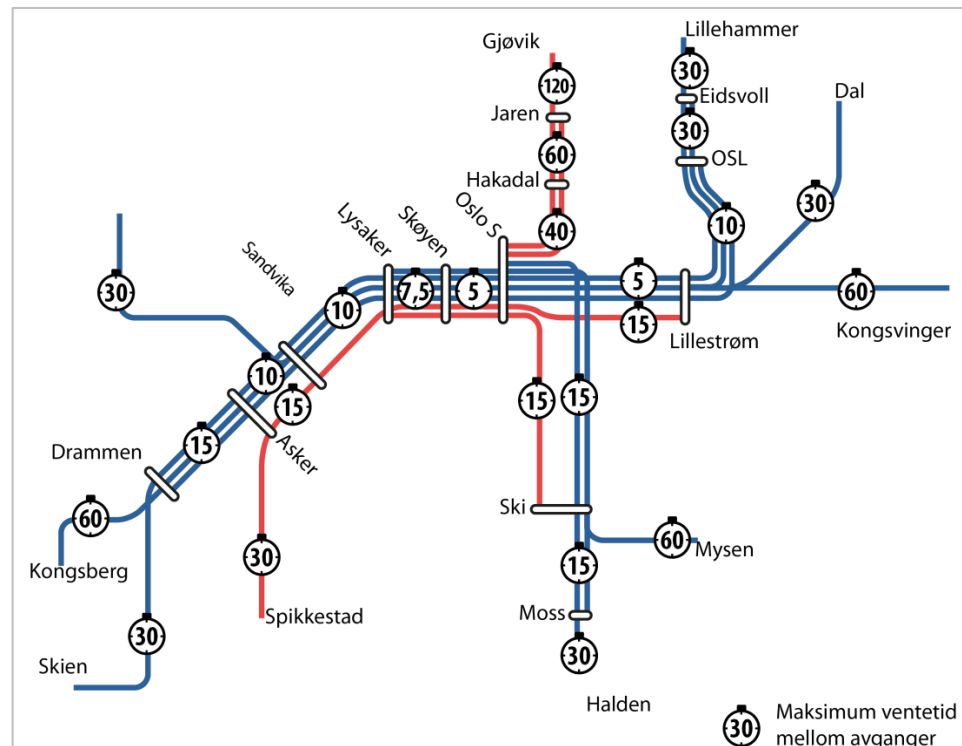 Lillehammer
Gjøvik
30
120
Dal
Eidsvoll
Jaren
30
60
OSL
Hakadal
30
Lysaker
Skøyen
Oslo S
40
10
Sandvika
30
7,5
5
5
60
10
15
Lillestrøm
Kongsvinger
10
15
15
15
Drammen
15
Asker
Ski
60
15
60
Mysen
Kongsberg
30
Moss
Spikkestad
30
30
Skien
Halden
30
Maksimum ventetid
mellom avganger